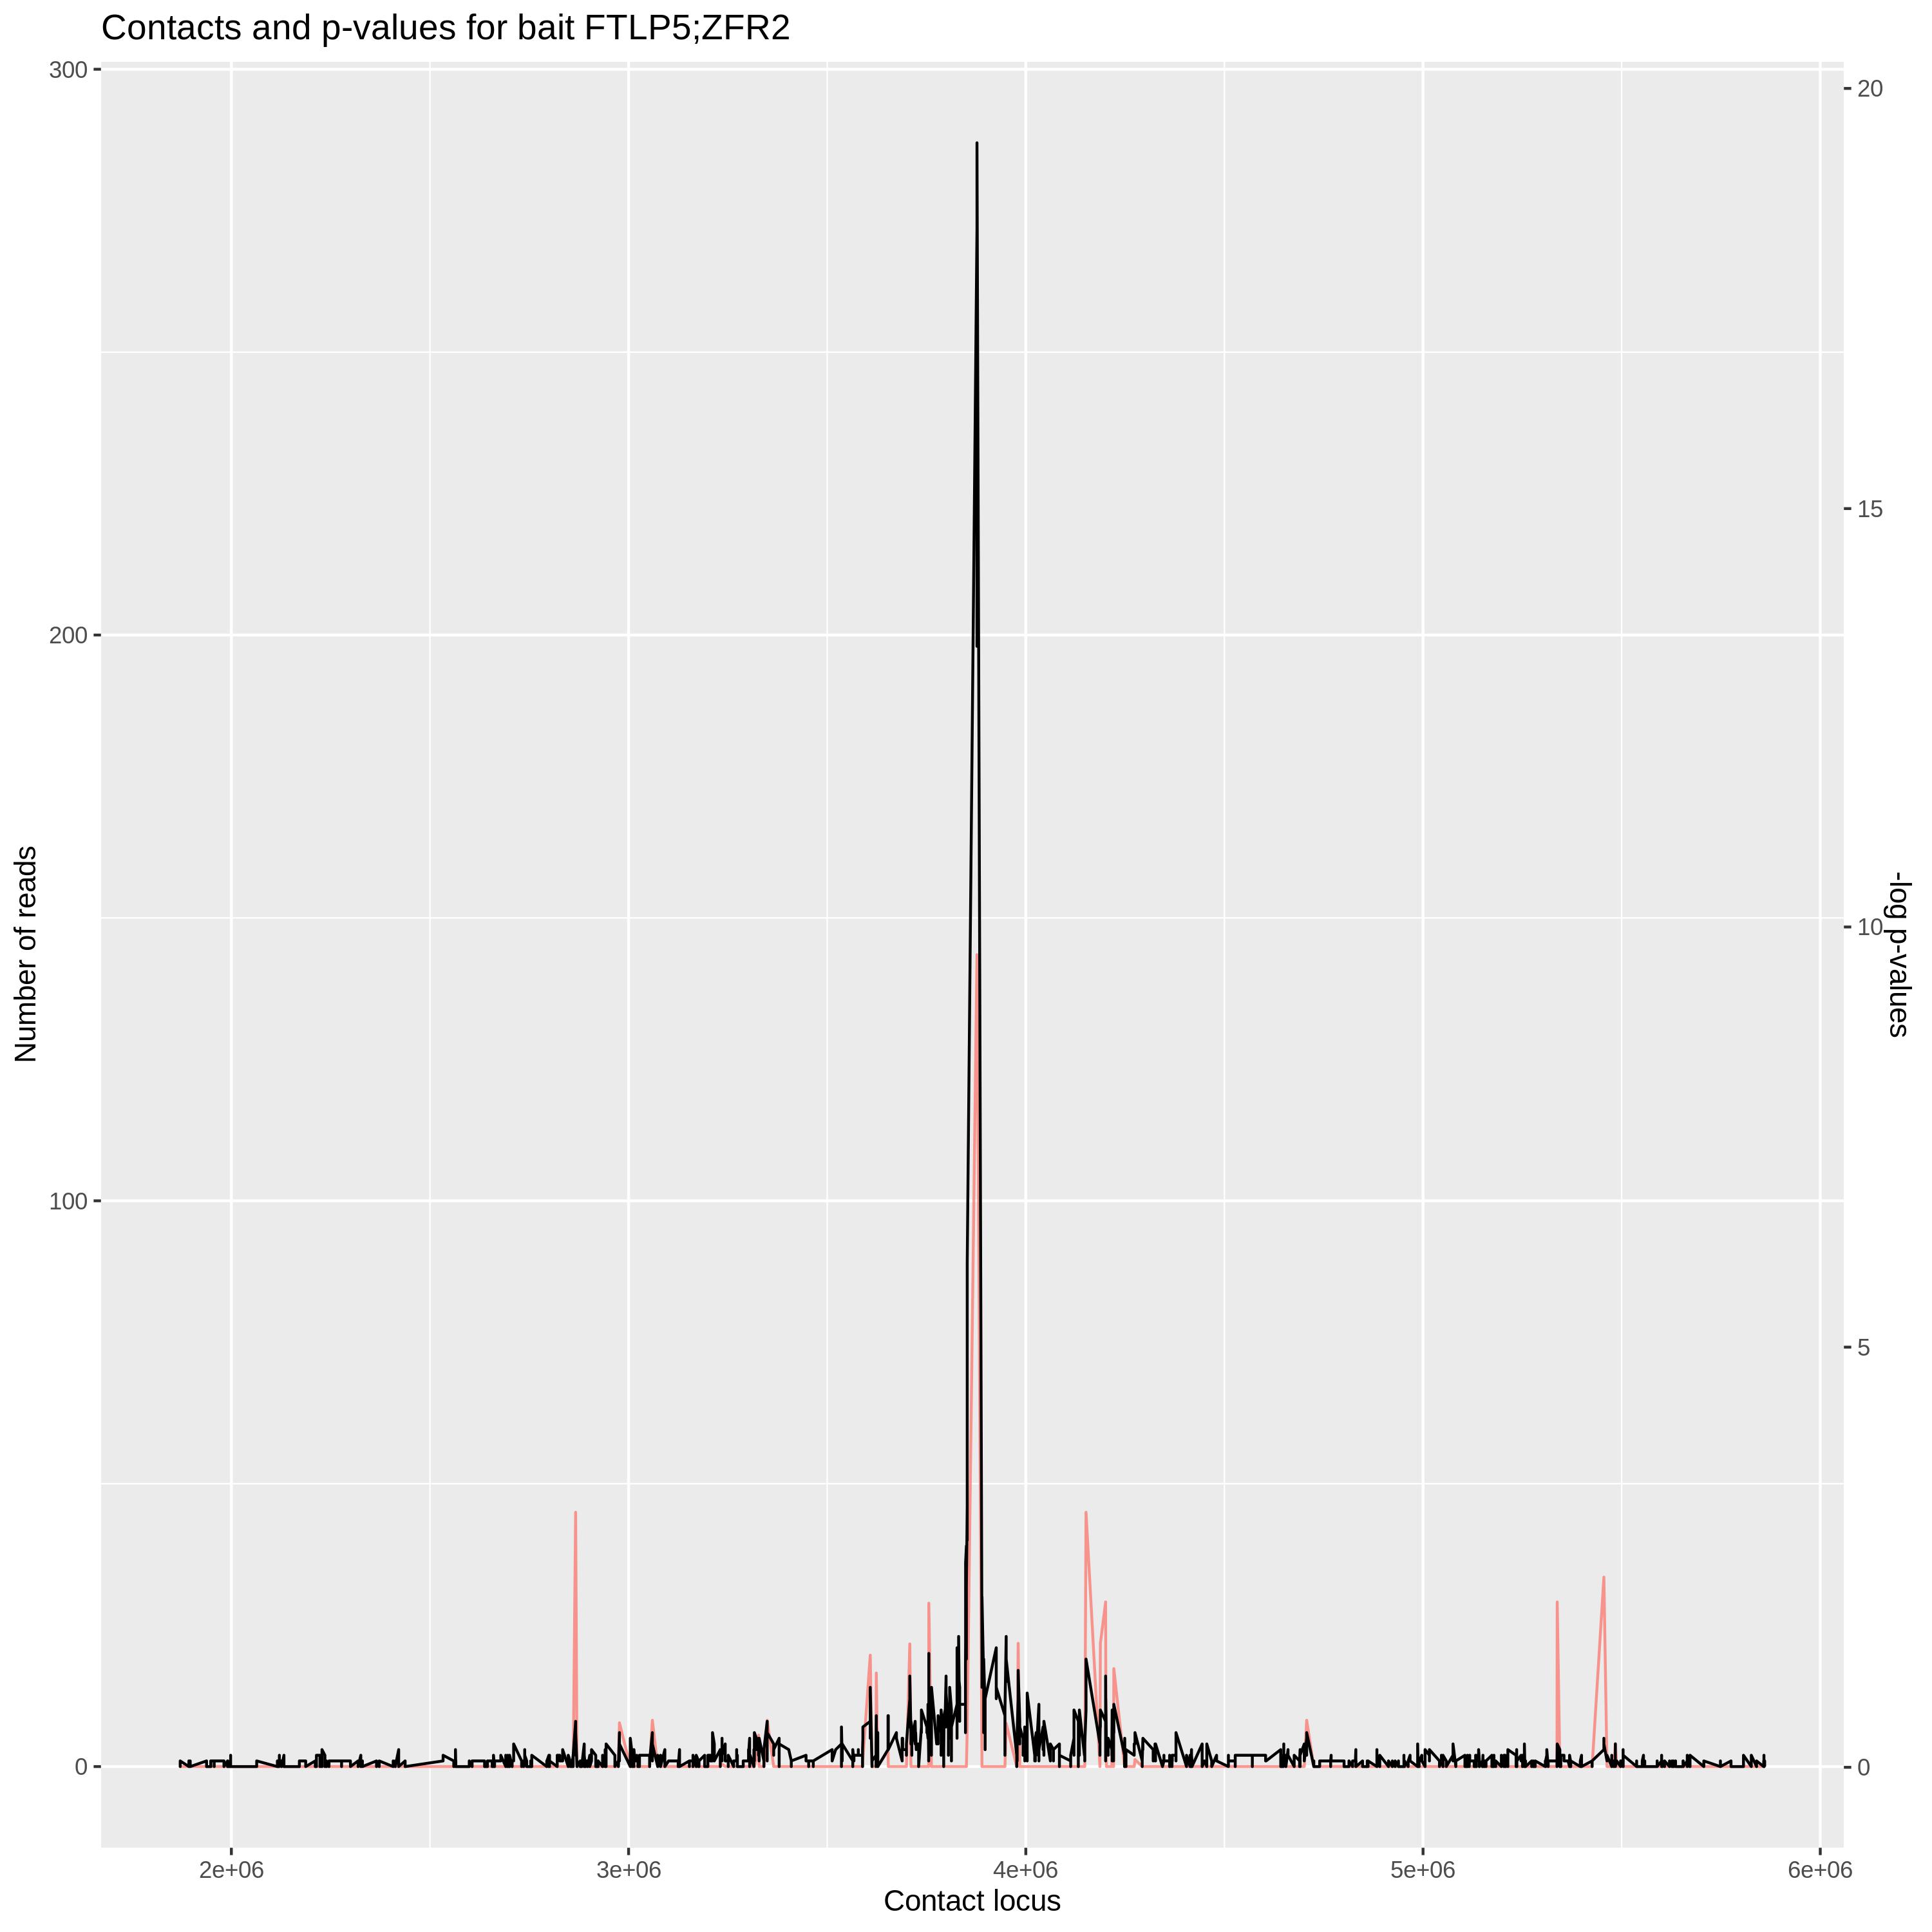 Contacts and p-values for bait FTLP5;ZFR2
300
200
100
0
20
15
10
5
0
Number of reads
-log p-values
2e+06
3e+06
4e+06
5e+06
6e+06
Contact locus